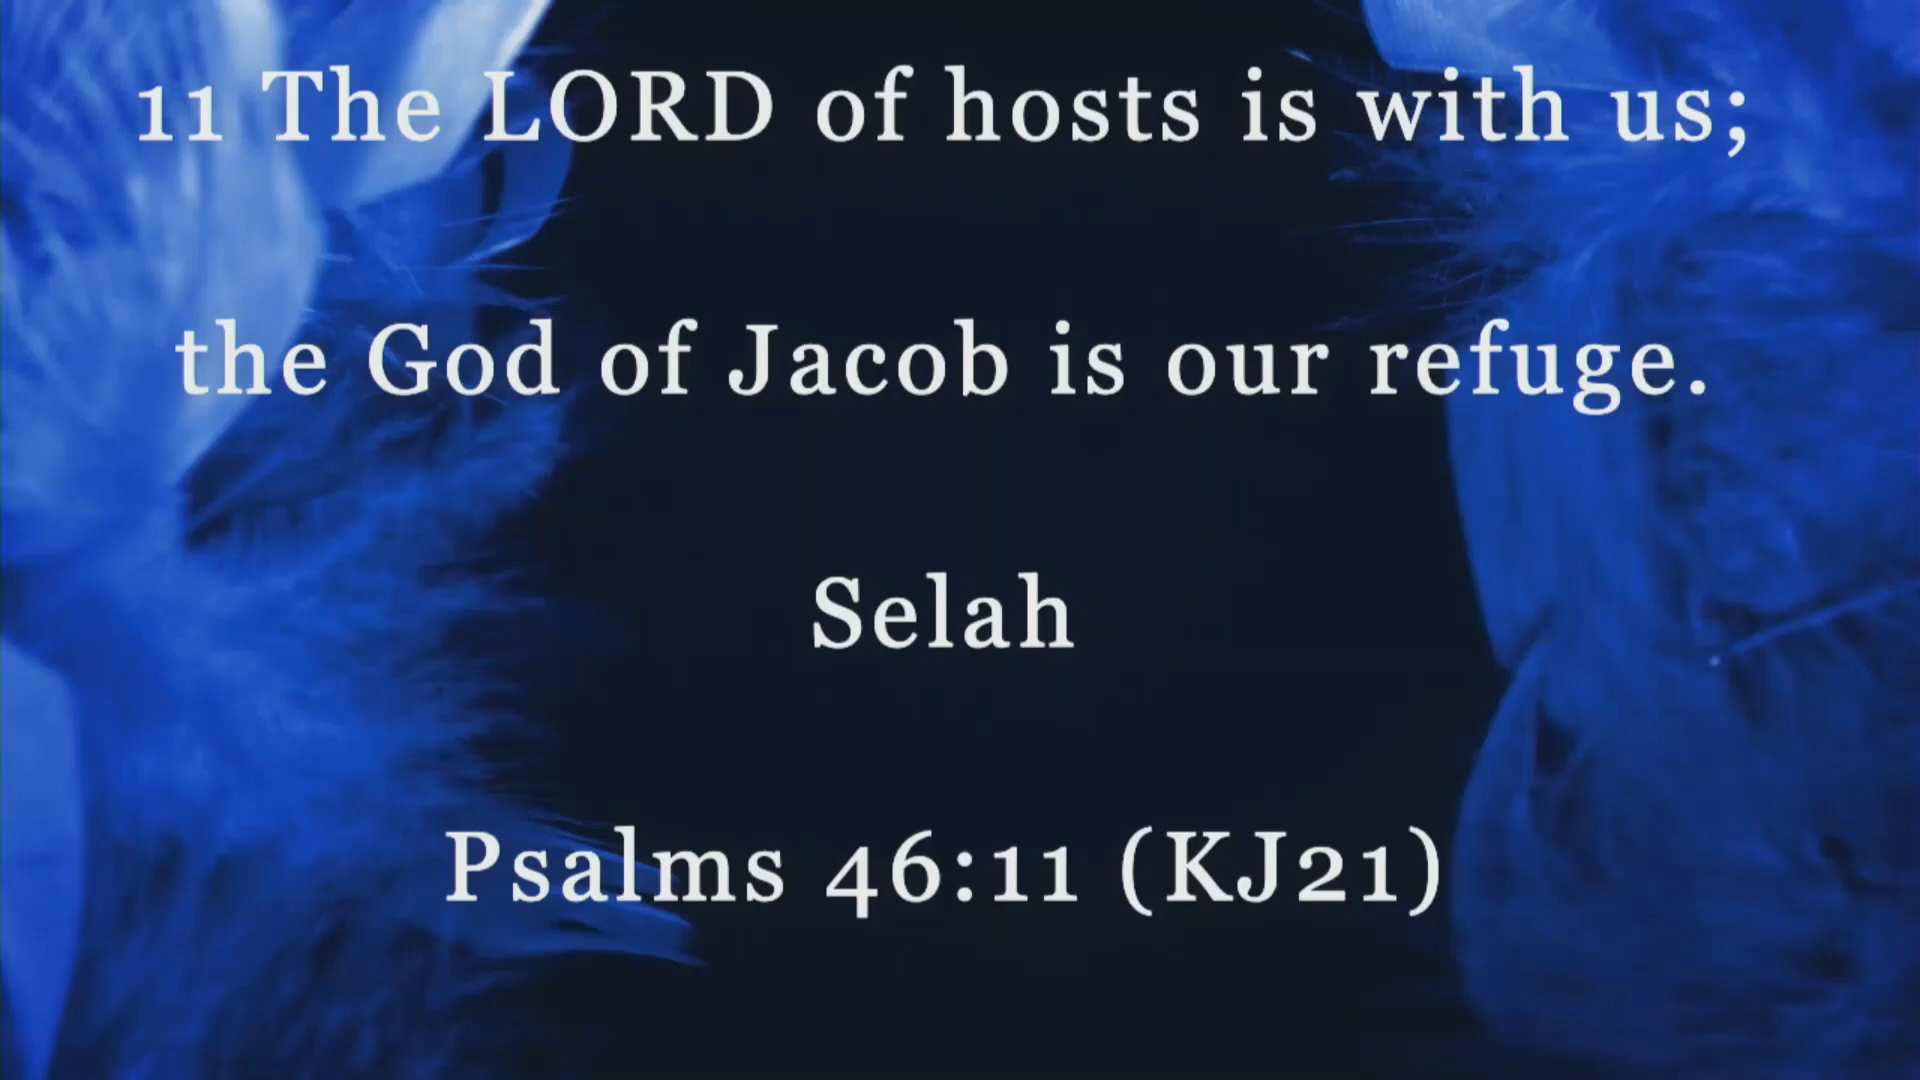 11 The LORD of hosts is with us;
the God of Jacob is our refuge.
Selah
Psalms 46:11 (KJ21)